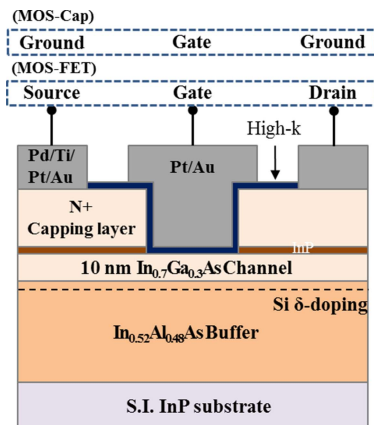 (MOS-Cap)
Ground Gate Ground
(MOS-FET)
Source Gate Drain
High-k
Pd/Ti/
Pt/Au
Pt/Au
N+
Capping layer
InP
10 nm In0.7Ga0.3As Channel
Si δ-doping
In0.52Al0.48As Buffer
S.I. InP substrate